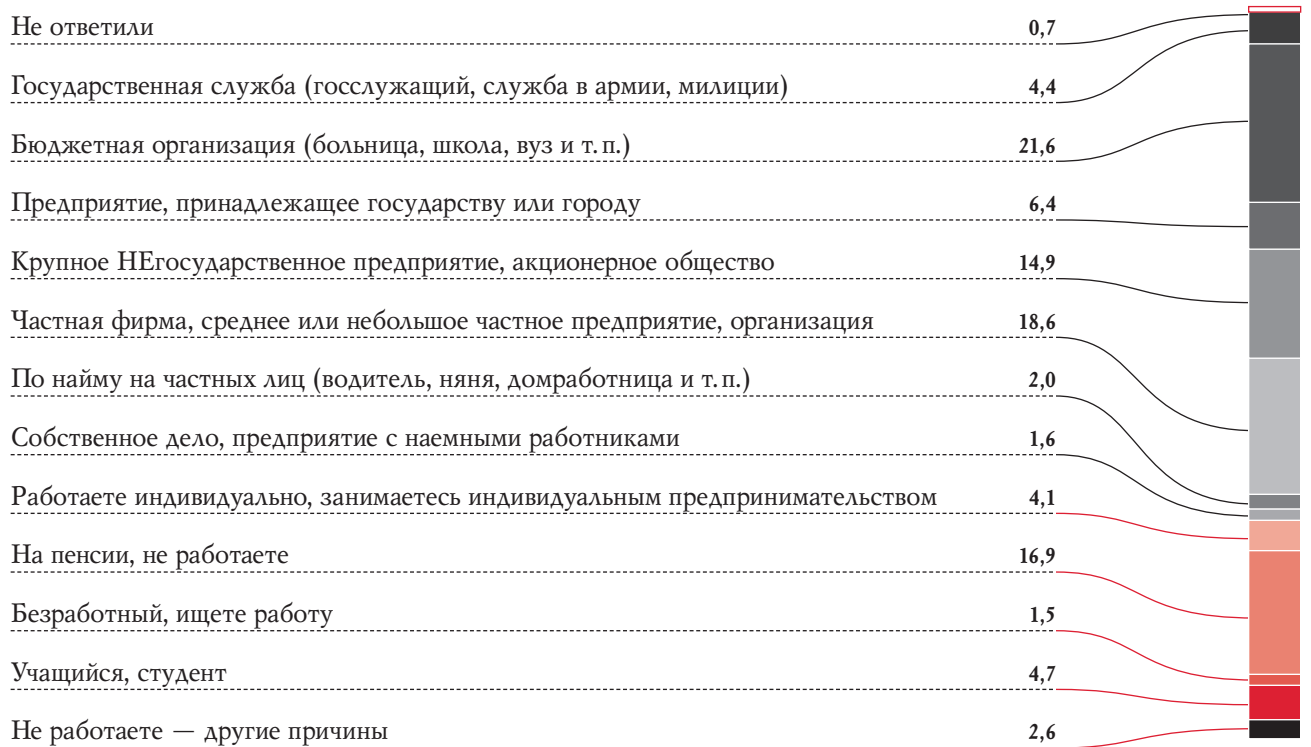 Не ответили 0,7
Государственная служба (госслужащий, служба в армии, милиции) 4,4
Бюджетная организация (больница, школа, вуз и т. п.) 21,6
Предприятие, принадлежащее государству или городу 6,4
Крупное НЕгосударственное предприятие, акционерное общество 14,9
Частная фирма, среднее или небольшое частное предприятие, организация 18,6
По найму на частных лиц (водитель, няня, домработница и т. п.) 2,0
Собственное дело, предприятие с наемными работниками 1,6
Работаете индивидуально, занимаетесь индивидуальным предпринимательством 4,1
На пенсии, не работаете 16,9
Безработный, ищете работу 1,5
Учащийся, студент 4,7
Не работаете — другие причины 2,6